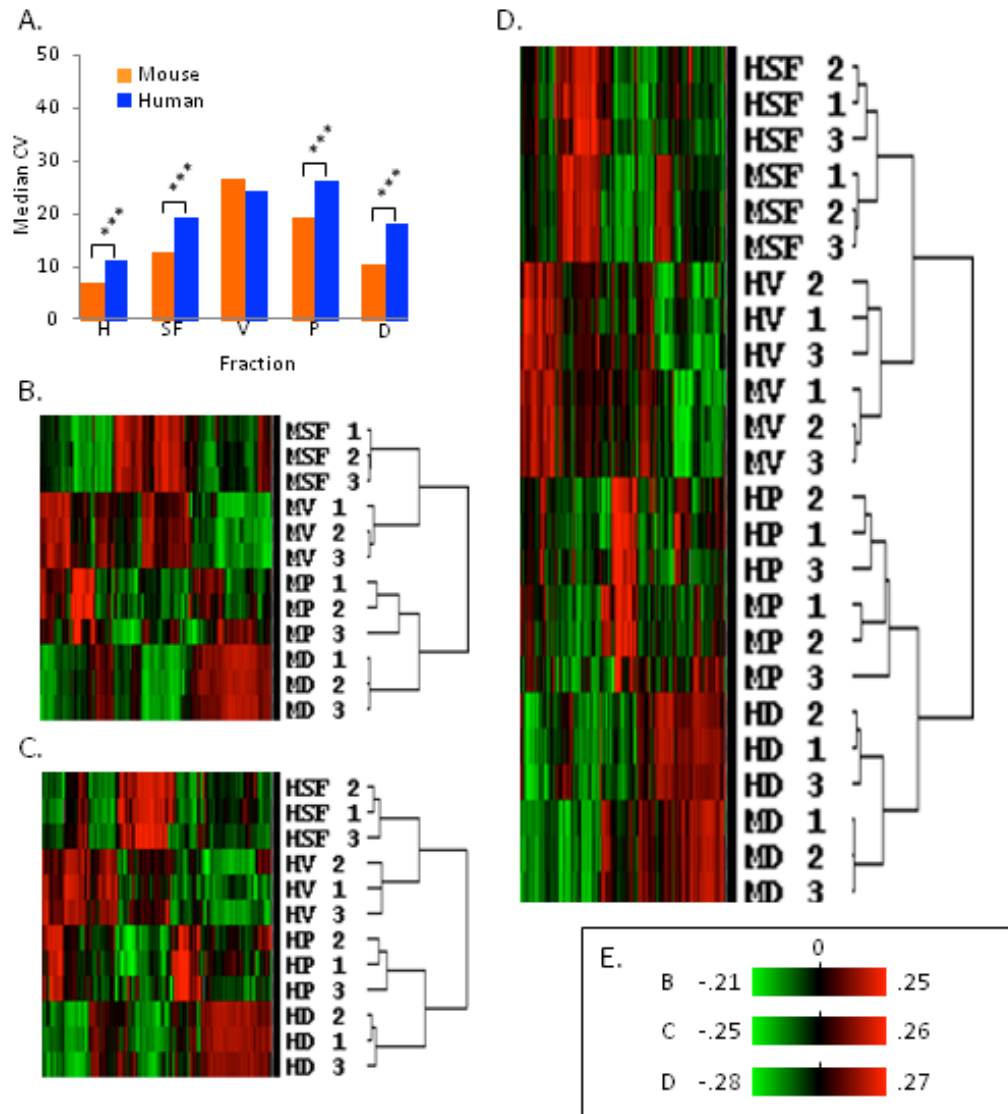 A.
50
40
30
20
10
0
Median CV
Mouse
Human
***
***
***
***
H SF V P D
Fraction
B.
MSF 1
MSF 2
MSF 3
MV 1
MV 2
MV 3
MP 1
MP 2
MP 3
MD 1
MD 2
MD 3
C.
HSF 2
HSF 1
HSF 3
HV 2
HV 1
HV 3
HP 2
HP 1
HP 3
HD 2
HD 1
HD 3
D.
HSF 2
HSF 1
HSF 3
MSF 1
MSF 2
MSF 3
HV 2
HV 1
HV 3
MV 1
MV 2
MV 3
HP 2
HP 1
HP 3
MP 1
MP 2
MP 3
HD 2
HD 1
HD 3
MD 1
MD 2
MD 3
E.
0
B -.21 .25
C -.25 .26
D -.28 .27